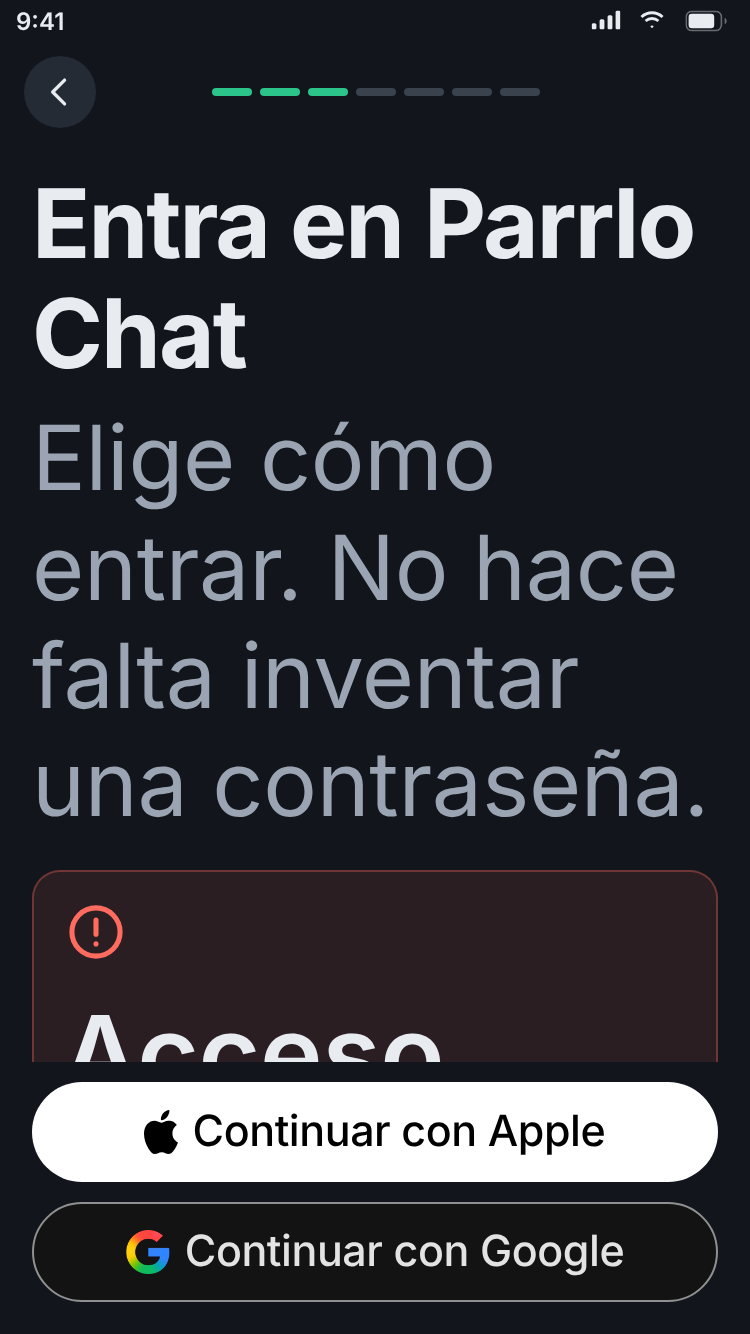 9:41
Entra en Parrlo
Chat
Elige cómo
entrar. No hace
falta inventar
una contraseña.
Acceso
Continuar con Apple
Continuar con Google